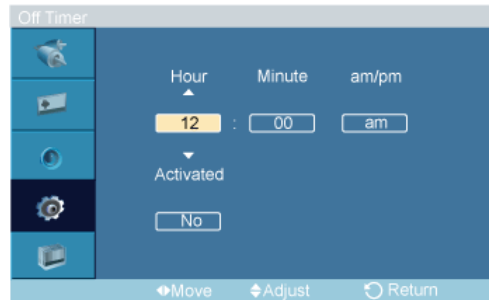 Off Timer
Hour Minute am/pm
12 : 00 am
Activated
No
Move Adjust Return